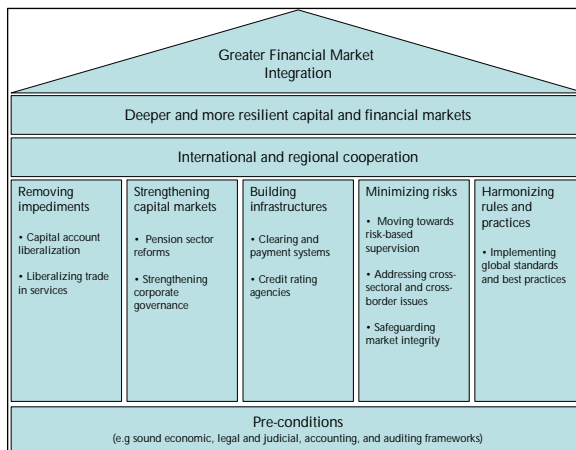 Greater Financial Market
Integration
Deeper and more resilient capital and financial markets
International and regional cooperation
Removing
impediments
• Capital account
liberalization
• Liberalizing trade
in services
Strengthening
capital markets
• Pension sector
reforms
• Strengthening
corporate
governance
Building
infrastructures
• Clearing and
payment systems
• Credit rating
agencies
Minimizing risks
• Moving towards
risk-based
supervision
• Addressing cross-
sectoral and cross-
border issues
• Safeguarding
market integrity
Harmonizing
rules and
practices
• Implementing
global standards
and best practices
Pre-conditions
(e.g sound economic, legal and judicial, accounting, and auditing frameworks)